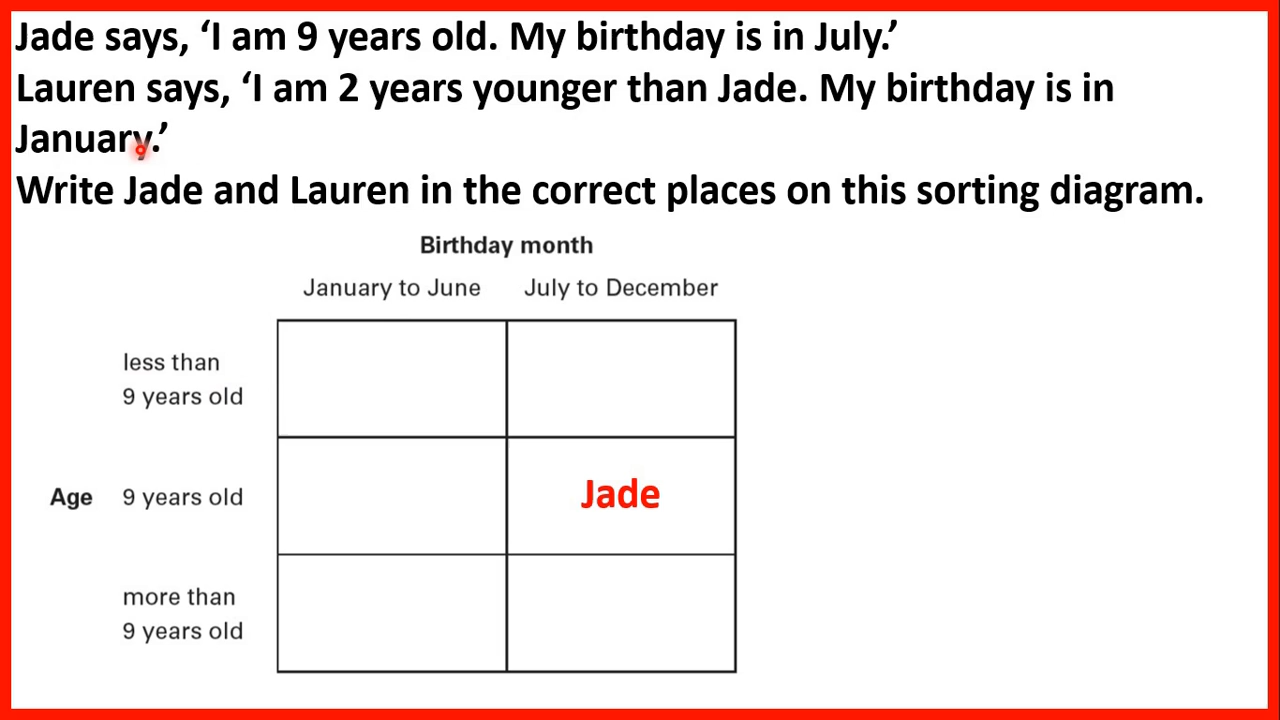 Jade says, ‘I am 9 years old. My birthday is in July.’
Lauren says, ‘I am 2 years younger than Jade. My birthday is in
January.’
Write Jade and Lauren in the correct places on this sorting diagram.
Birthday month
January to June July to December
less than
9 years old
Age 9 years old Jade
more than
9 years old